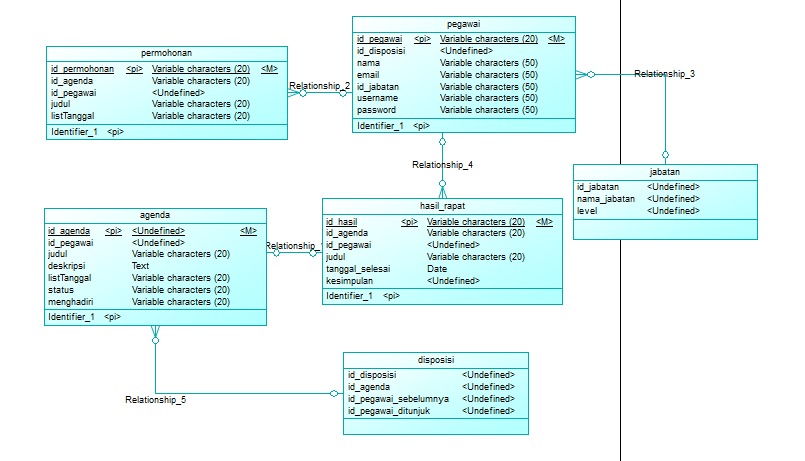 pegawai
id_pegawai <pi> Variable characters (20) <M>
id_disposisi <Undefined>
nama Variable characters (50)
email Variable characters (50)
id_jabatan Variable characters (50)
username Variable characters (50)
password Variable characters (50)
Identifier_1 <pi>
permohonan
id_permohonan <pi> Variable characters (20) <M>
id_agenda Variable characters (20)
id_pegawai <Undefined>
judul Variable characters (20)
listTanggal Variable characters (20)
Identifier_1 <pi>
Relationship_2
Relationship_3
Relationship_4
jabatan
id_jabatan <Undefined>
nama_jabatan <Undefined>
level <Undefined>
hasil_rapat
id_hasil <pi> Variable characters (20) <M>
id_agenda Variable characters (20)
id_pegawai <Undefined>
judul Variable characters (20)
tanggal_selesai Date
kesimpulan <Undefined>
Identifier_1 <pi>
agenda
id_agenda <pi> <Undefined> <M>
id_pegawai <Undefined>
judul Variable characters (20)
deskripsi Text
listTanggal Variable characters (20)
status Variable characters (20)
menghadiri Variable characters (20)
Identifier_1 <pi>
Relationship_
disposisi
id_disposisi <Undefined>
id_agenda <Undefined>
id_pegawai_sebelumnya <Undefined>
id_pegawai_ditunjuk <Undefined>
Relationship_5